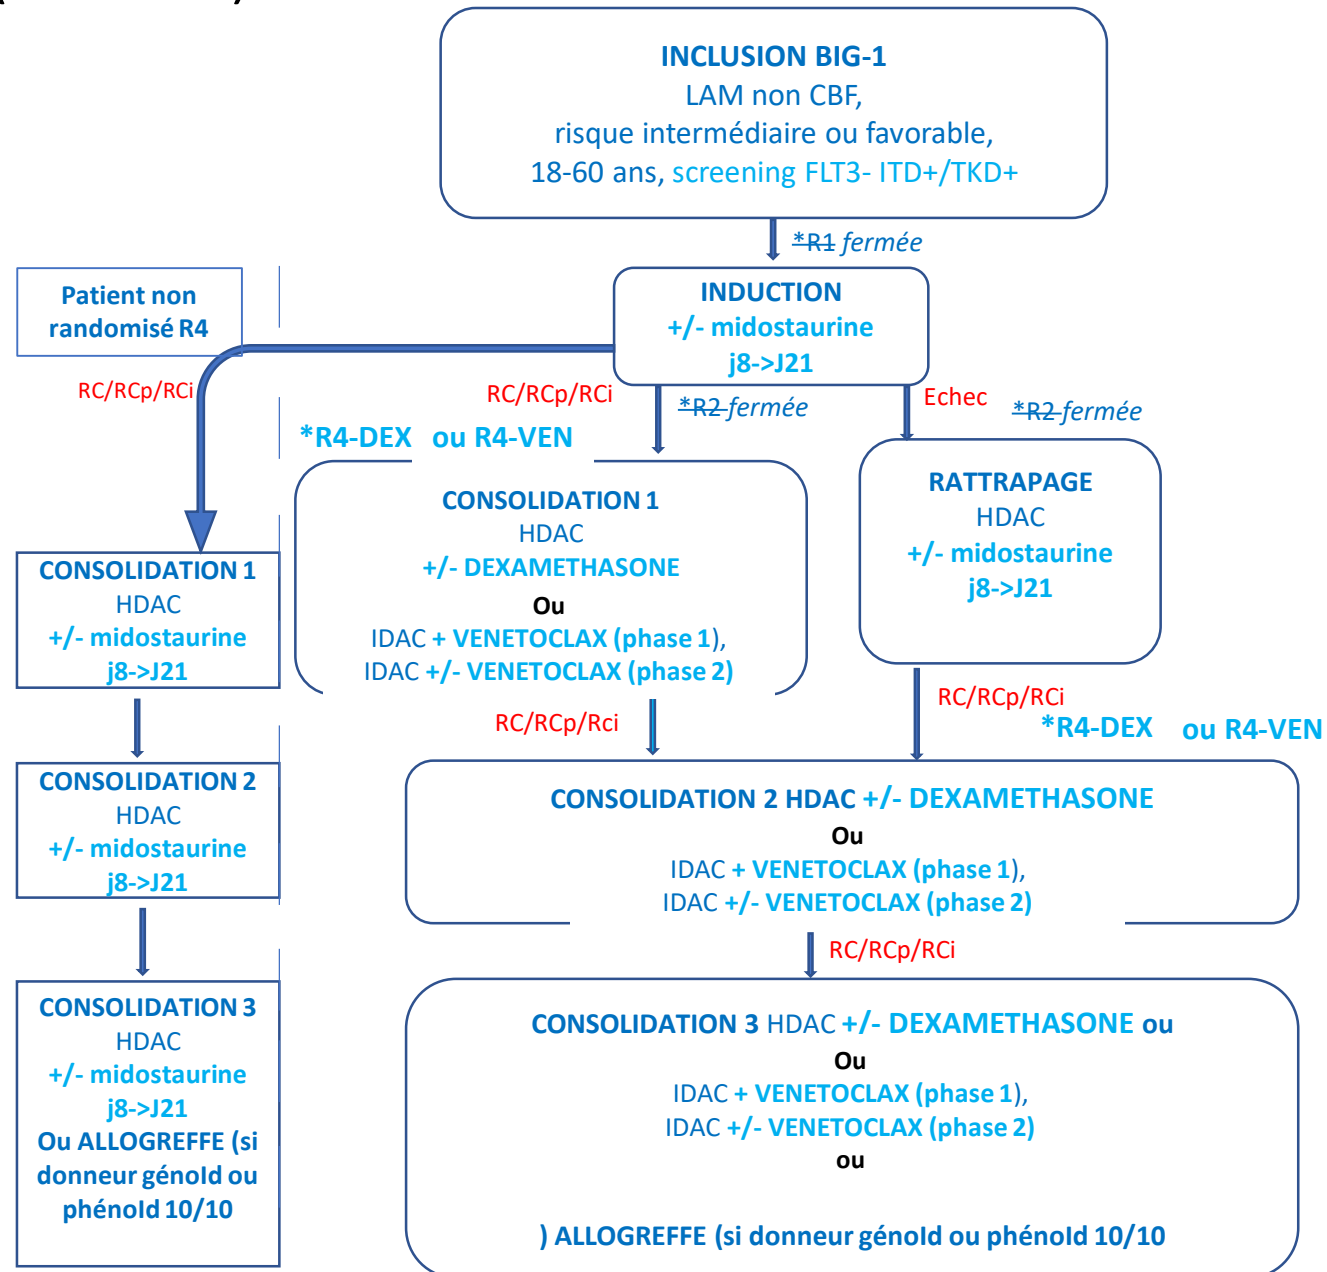 INCLUSION BIG-1
LAM non CBF,
risque intermédiaire ou favorable,
18-60 ans, screening FLT3- ITD+/TKD+
*R1 fermée
Patient non
randomisé R4
INDUCTION
+/- midostaurine
j8->J21
RC/RCp/RCi
RC/RCp/RCi
*R2 fermée
Echec
*R2 fermée
*R4-DEX ou R4-VEN
CONSOLIDATION 1
HDAC
+/- DEXAMETHASONE
Ou
IDAC + VENETOCLAX (phase 1),
IDAC +/- VENETOCLAX (phase 2)
RATTRAPAGE
HDAC
+/- midostaurine
j8->J21
CONSOLIDATION 1
HDAC
+/- midostaurine
j8->J21
RC/RCp/Rci
RC/RCp/RCi
*R4-DEX ou R4-VEN
CONSOLIDATION 2
HDAC
+/- midostaurine
j8->J21
CONSOLIDATION 2 HDAC +/- DEXAMETHASONE
Ou
IDAC + VENETOCLAX (phase 1),
IDAC +/- VENETOCLAX (phase 2)
RC/RCp/RCi
CONSOLIDATION 3
HDAC
+/- midostaurine
j8->J21
Ou ALLOGREFFE (si
donneur génoId ou
phénoId 10/10
CONSOLIDATION 3 HDAC +/- DEXAMETHASONE ou
Ou
IDAC + VENETOCLAX (phase 1),
IDAC +/- VENETOCLAX (phase 2)
ou
) ALLOGREFFE (si donneur génoId ou phénoId 10/10